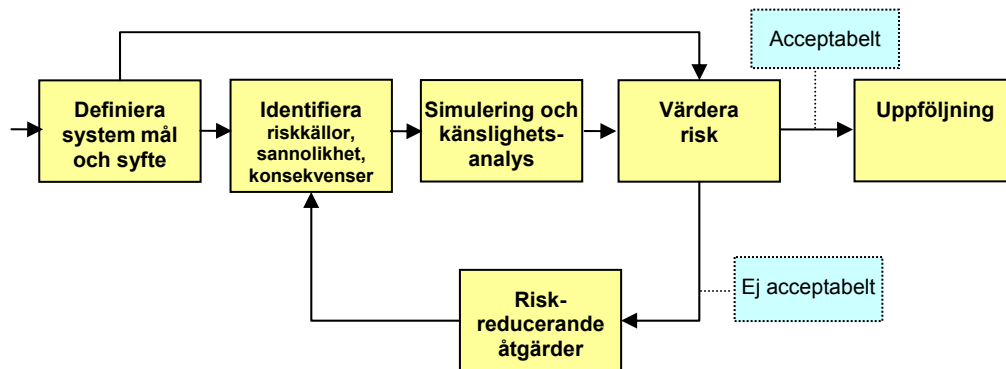 Acceptabelt
Definiera
system mål
och syfte
Identifiera
riskkällor,
sannolikhet,
konsekvenser
Simulering och
känslighets-
analys
Värdera
risk
Uppföljning
Ej acceptabelt
Risk-
reducerande
åtgärder